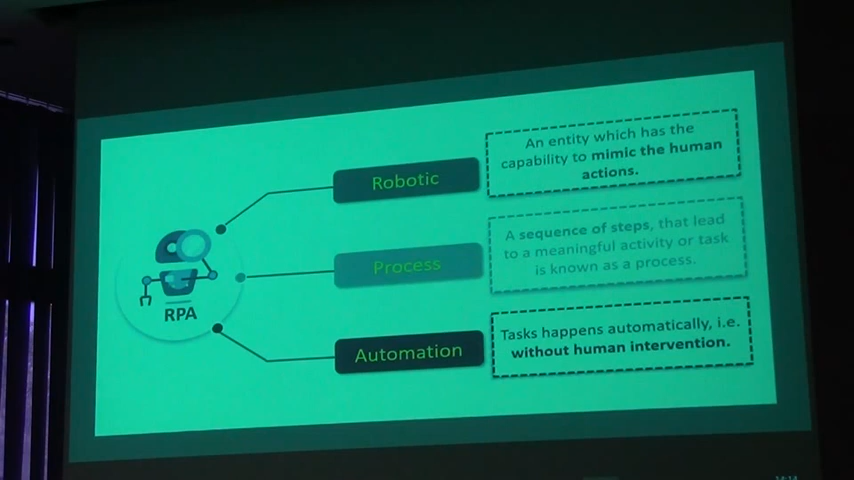 RPA
Robotic
An entity which has the
capability to mimic the human
actions.
Process
A sequence of steps, that lead
to a meaningful activity or task
is known as a process.
Automation
Tasks happens automatically, i.e.
without human intervention.